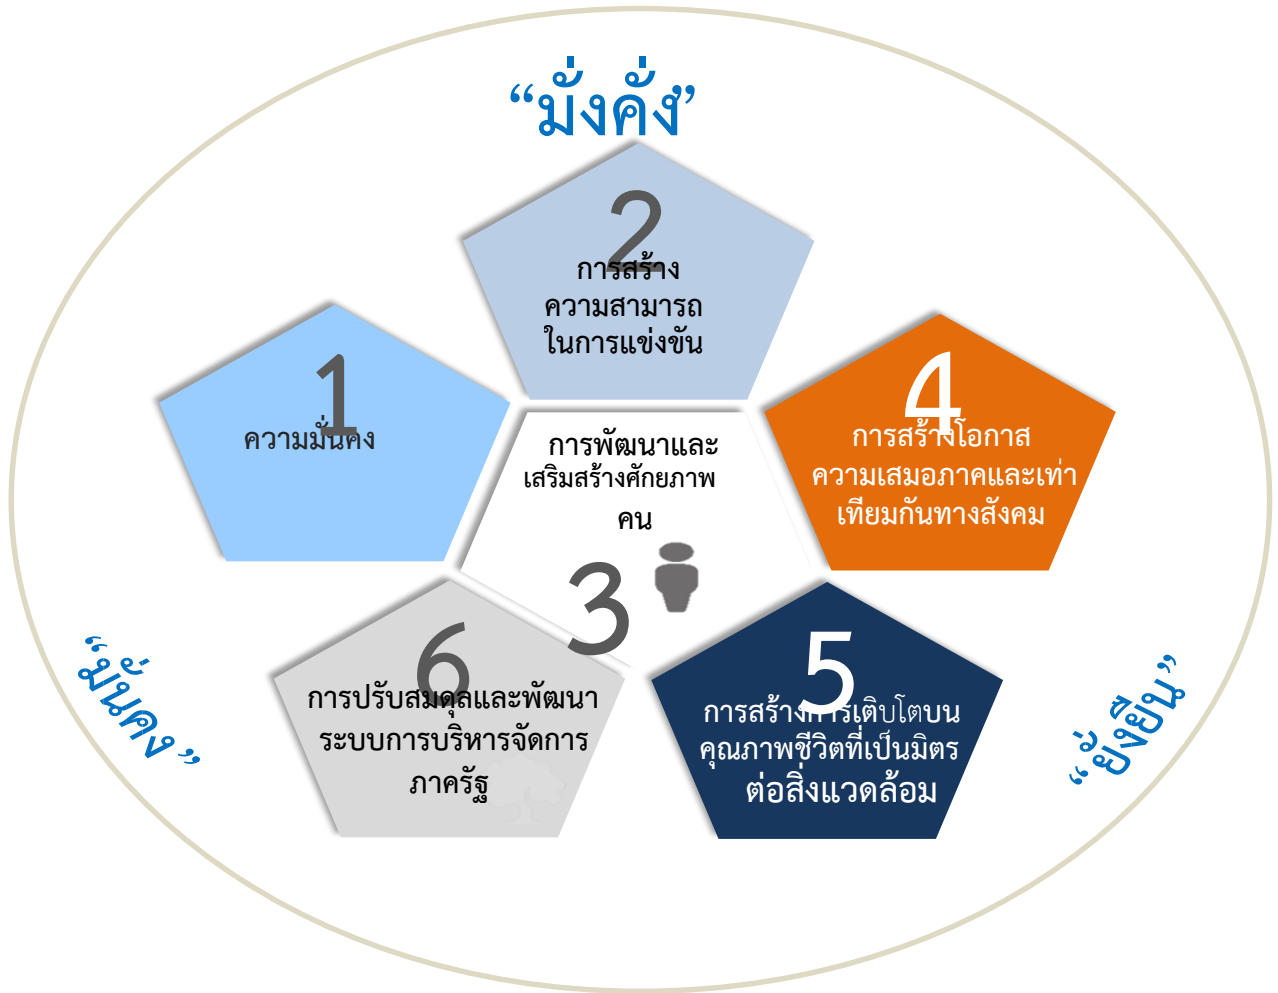 “มั่งคั่ง”
2
การสร้าง
ความสามารถ
ในการแข่งขัน
1
ความมั่นคง
4
การสร้างโอกาส
ความเสมอภาคและเท่า
เทียมกันทางสังคม
การพัฒนาและ
เสริมสร้างศักยภาพ
คน
3
6
การปรับสมดุลและพัฒนา
ระบบการบริหารจัดการ
ภาครัฐ
5
การสร้างการเติบโตบน
คุณภาพชีวิตที่เป็นมิตร
ต่อสิ่งแวดล้อม
“มั่นคง”
“ยั่งยืน”